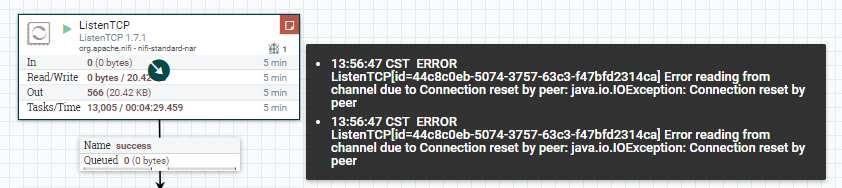 ListenTCP
ListenTCP 1.7.1
org.apache.nifi - nifi-standard-nar
1
In 0 (0 bytes) 5 min
Read/Write 0 bytes / 20.42 5 min
Out 566 (20.42 KB) 5 min
Tasks/Time 13,005 / 00:04:29.459 5 min
Name success
Queued 0 (0 bytes)
• 13:56:47 CST ERROR
ListenTCP[id=44c8c0eb-5074-3757-63c3-f47bfd2314ca] Error reading from
channel due to Connection reset by peer: java.io.IOException: Connection reset by
peer
• 13:56:47 CST ERROR
ListenTCP[id=44c8c0eb-5074-3757-63c3-f47bfd2314ca] Error reading from
channel due to Connection reset by peer: java.io.IOException: Connection reset by
peer